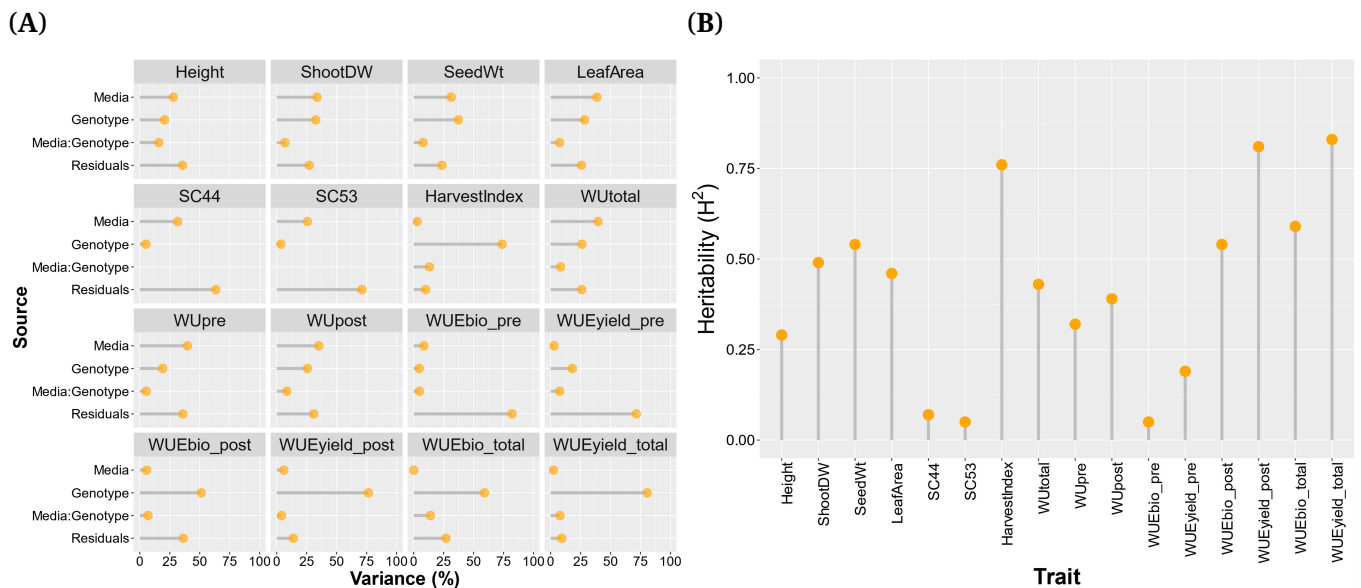 (A)
Height ShootDW SeedWt LeafArea
Media
Genotype
Media:Genotype
Residuals
SC44 SC53 HarvestIndex WUtotal
Media
Genotype
Media:Genotype
Residuals
WUpre WUpost WUEbio_pre WUEyield_pre
Media
Genotype
Media:Genotype
Residuals
WUEbio_post WUEyield_post WUEbio_total WUEyield_total
Media
Genotype
Media:Genotype
Residuals
0 25 50 75 100 0 25 50 75 100 0 25 50 75 100 0 25 50 75 100
Variance (%)
Source
(B)
1.00
0.75
0.50
0.25
0.00
Heritability (H²)
Height
ShootDW
SeedWt
LeafArea
SC44
SC53
HarvestIndex
WUtotal
WUpre
WUpost
WUEbio_pre
WUEyield_pre
WUEbio_post
WUEyield_post
WUEbio_total
WUEyield_total
Trait